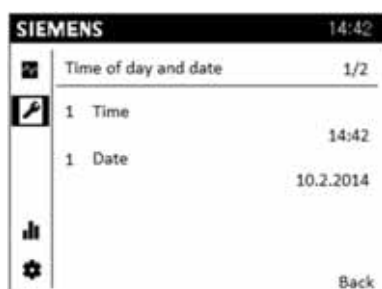 SIEMENS 14:42
Time of day and date 1/2
1 Time
14:42
1 Date
10.2.2014
Back